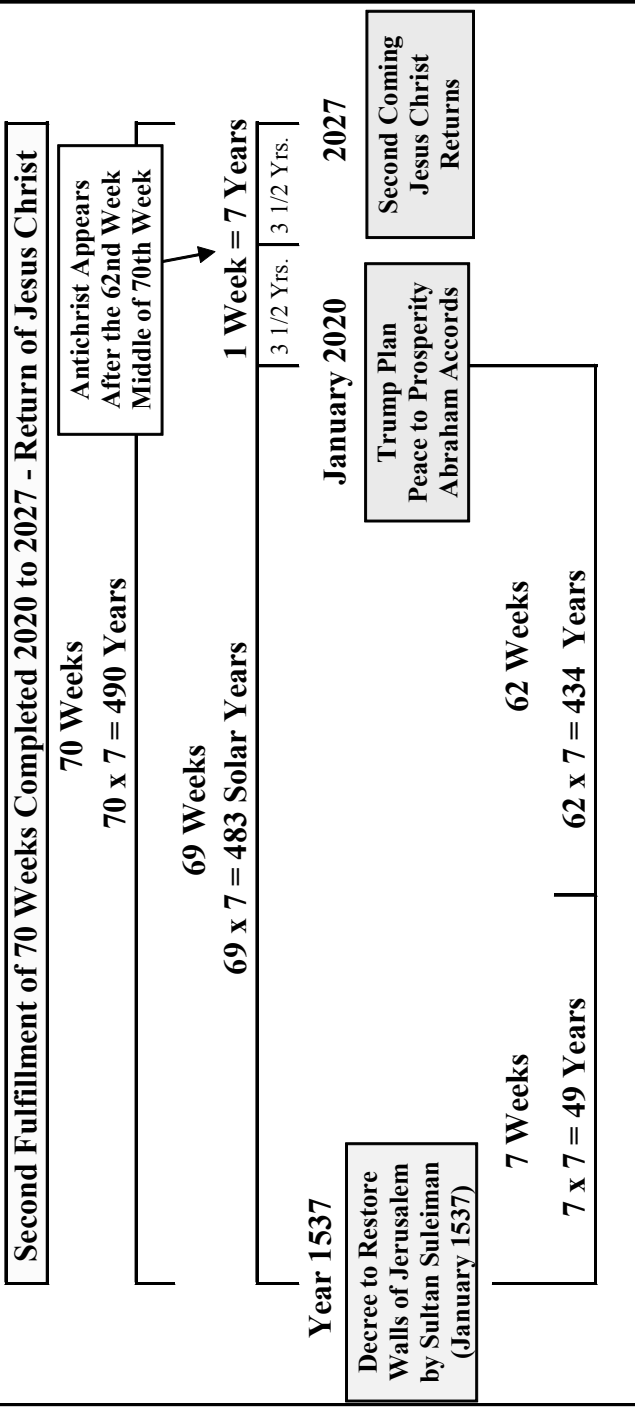 Second Fulfillment of 70 Weeks Completed 2020 to 2027 - Return of Jesus Christ
70 Weeks
70 x 7 = 490 Years
Antichrist Appears
After the 62nd Week
Middle of 70th Week
69 Weeks
69 x 7 = 483 Solar Years
1 Week = 7 Years
3 1/2 Yrs.
3 1/2 Yrs.
Year 1537
January 2020
2027
Decree to Restore
Walls of Jerusalem
by Sultan Suleiman
(January 1537)
Trump Plan
Peace to Prosperity
Abraham Accords
Second Coming
Jesus Christ
Returns
7 Weeks
7 x 7 = 49 Years
62 Weeks
62 x 7 = 434 Years